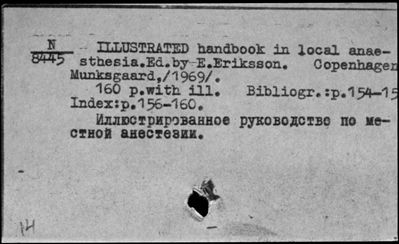 N ILLUSTRATED handbook in local anae-
8445 sthesia.Ed.by E.Eriksson. Copenhagen
Munksgaard,/1969/.
160 p.with ill. Bibliogr.:p.154-15
Index:p.156-160.
Иллюстрированное руководство по ме-
стной анестезии.
14